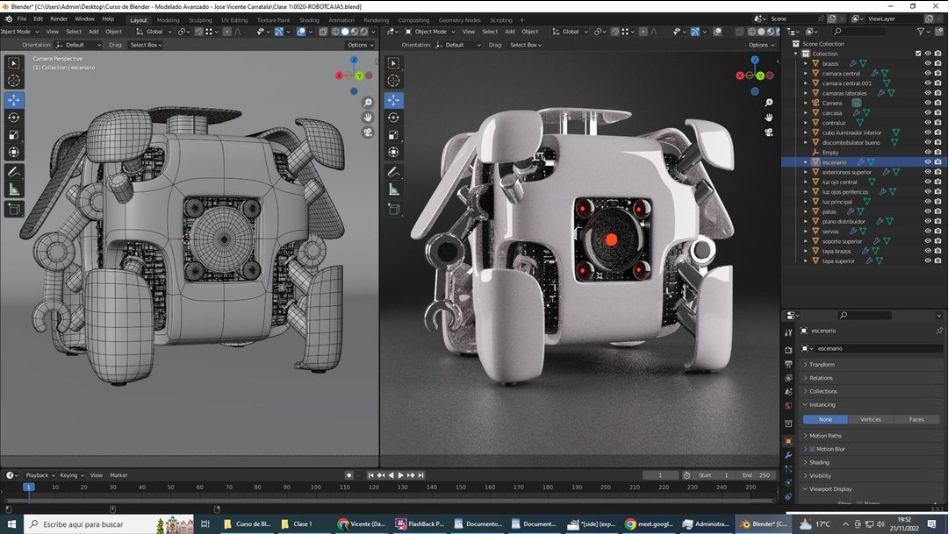 Blender* [C:\Users\Admin\Desktop\Curso de Blender - Modelado Avanzado - Jose Vicente Carratala\Clase 1\0020-ROBOTCAJA5.blend]
File Edit Render Window Help Layout Modeling Sculpting UV Editing Texture Paint Shading Animation Rendering Compositing Geometry Nodes Scripting Scene ViewLayer
Object Mode View Select Add Object Global Object Mode View Select Add Object Global
Orientation: Default Drag: Select Box Options Orientation: Default Drag: Select Box Options
Camera Perspective
(1) Collection | escenario
Scene Collection
Collection
brazos
camara central
camara central.001
camaras laterales
Camera
carcasa
contraluz
cubo iluminador interior
discombobulator bueno
Empty
escenario
exteriores superior
luz ojo central
luz ojos perifericos
luz principal
patas
plano distribuidor
servos
soporte superior
tapa brazos
tapa superior
escenario
escenario
Transform
Relations
Collections
Instancing
None Vertices Faces
Motion Paths
Motion Blur
Shading
Visibility
Viewport Display
Playback Keying View Marker 1 Start 1 End 250
1 10 20 30 40 50 60 70 80 90 100 110 120 130 140 150 160 170 180 190 200 210 220 230 240 250
Escribe aquí para buscar Curso de Bl... Clase 1 Vicente (Da... FlashBack P... Documento... Document... *[side] (exp... meet.googl... Administra... Blender* [C:... 17°C 19:52
21/11/2022